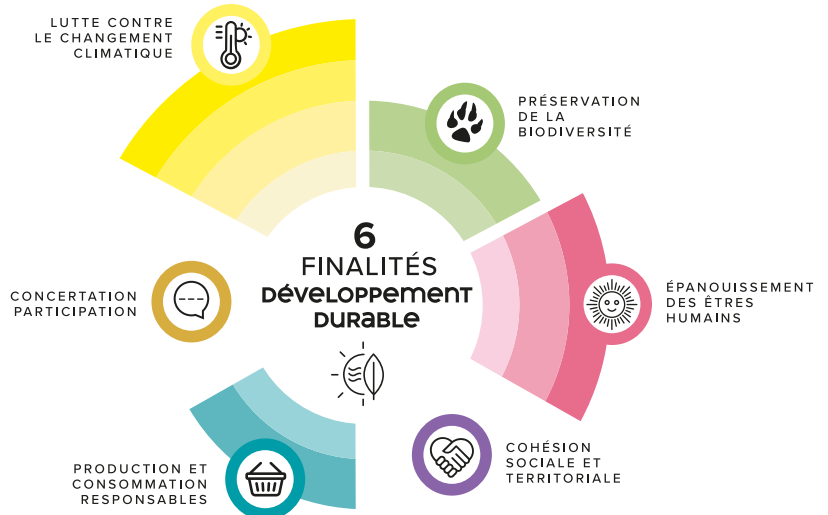 LUTTE CONTRE
LE CHANGEMENT
CLIMATIQUE
PRÉSERVATION
DE LA
BIODIVERSITÉ
6
FINALITÉS
DÉVELOPPEMENT
DURABLE
CONCERTATION
PARTICIPATION
ÉPANOUISSEMENT
DES ÊTRES
HUMAINS
PRODUCTION ET
CONSOMMATION
RESPONSABLES
COHÉSION
SOCIALE ET
TERRITORIALE